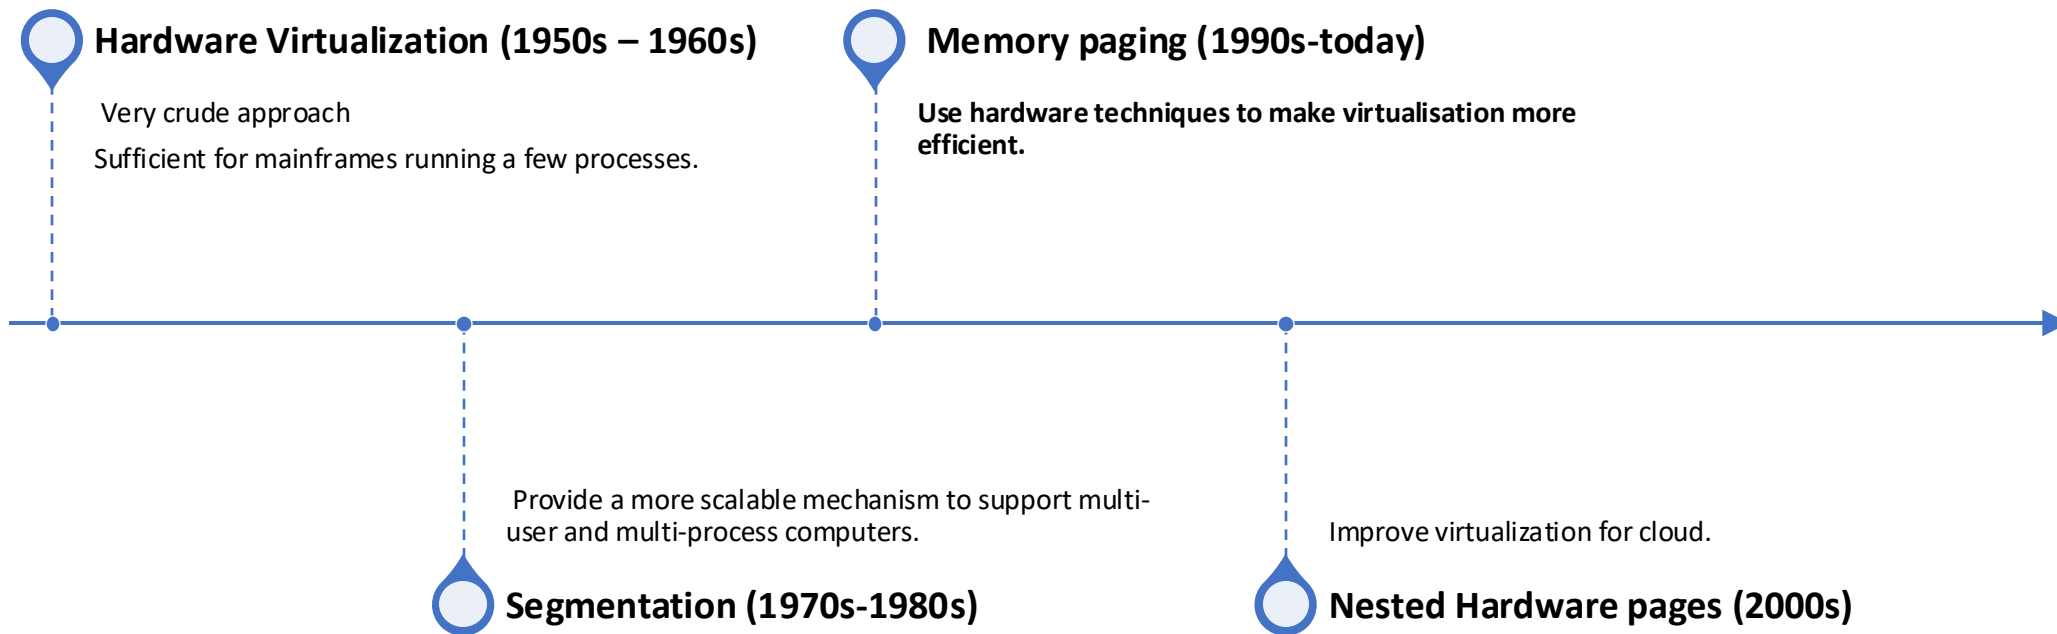 Hardware Virtualization (1950s – 1960s)
Very crude approach
Sufficient for mainframes running a few processes.
Memory paging (1990s-today)
Use hardware techniques to make virtualisation more
efficient.
Provide a more scalable mechanism to support multi-
user and multi-process computers.
Segmentation (1970s-1980s)
Improve virtualization for cloud.
Nested Hardware pages (2000s)